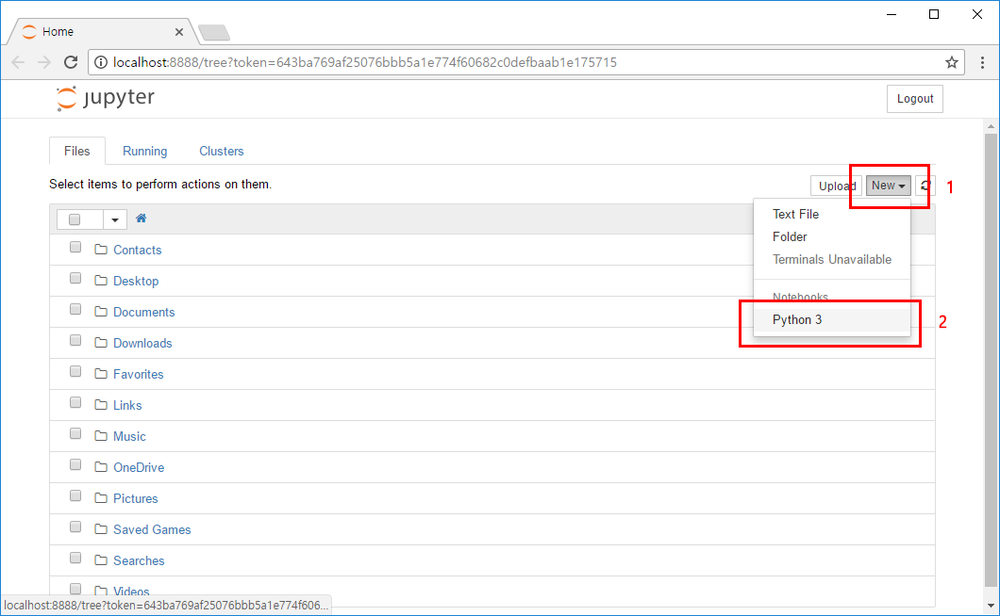 Home
localhost:8888/tree?token=643ba769af25076bbb5a1e774f60682c0defbaab1e175715
jupyter
Logout
Files Running Clusters
Select items to perform actions on them.
Upload New 1
Text File
Folder
Terminals Unavailable
Notebooks
Python 3 2
Contacts
Desktop
Documents
Downloads
Favorites
Links
Music
OneDrive
Pictures
Saved Games
Searches
Videos
localhost:8888/tree?token=643ba769af25076bbb5a1e774f606...